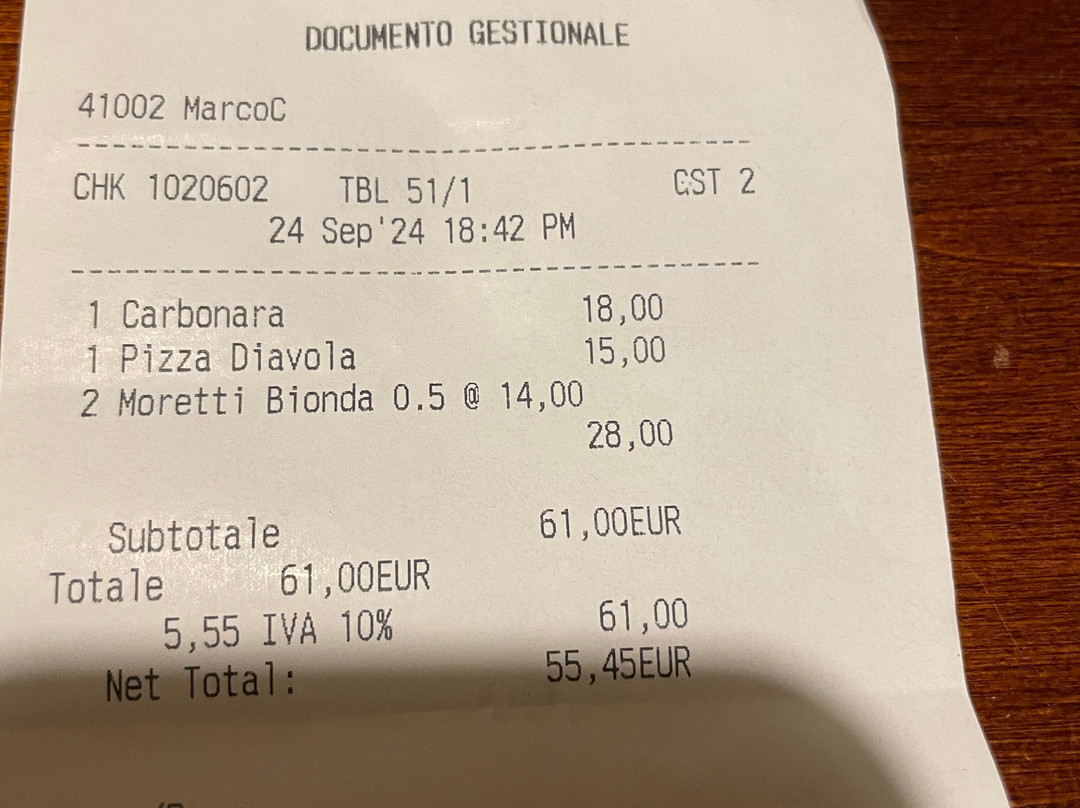 DOCUMENTO GESTIONALE
41002 MarcoC
CHK 1020602 TBL 51/1 GST 2
24 Sep'24 18:42 PM
1 Carbonara 18,00
1 Pizza Diavola 15,00
2 Moretti Bionda 0.5 @ 14,00
28,00
Subtotale 61,00EUR
Totale 61,00EUR
5,55 IVA 10% 61,00
Net Total: 55,45EUR